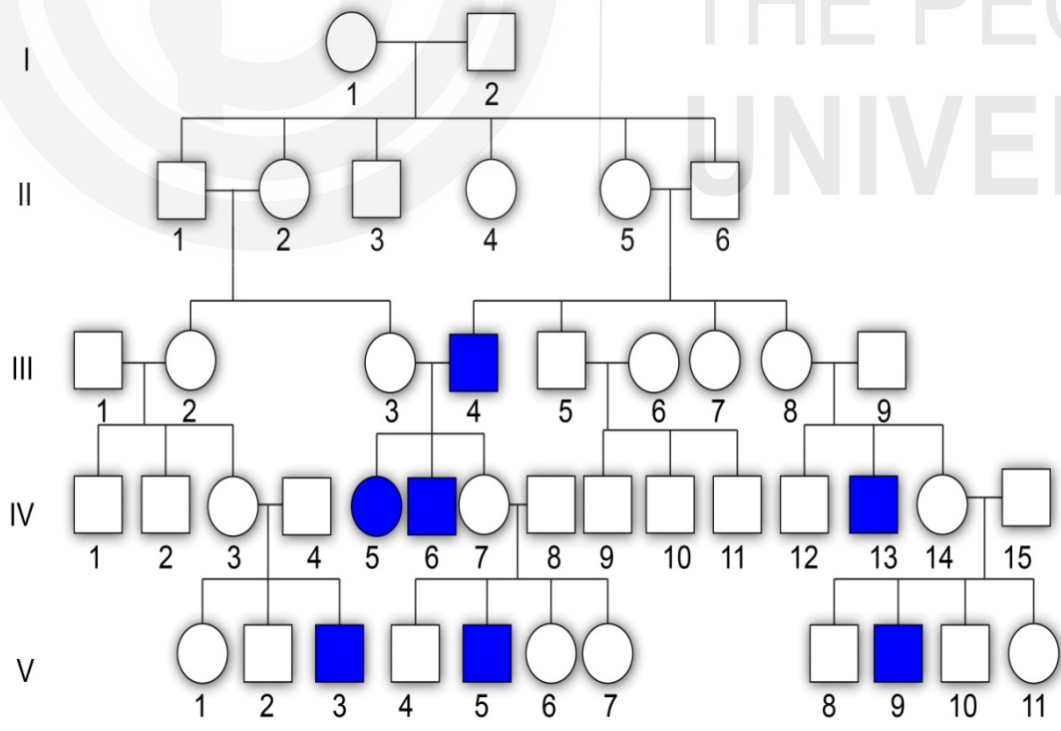 THE PEO
UNIVE
I
1 2
II
1 2 3 4 5 6
III
1 2 3 4 5 6 7 8 9
IV
1 2 3 4 5 6 7 8 9 10 11 12 13 14 15
V
1 2 3 4 5 6 7 8 9 10 11